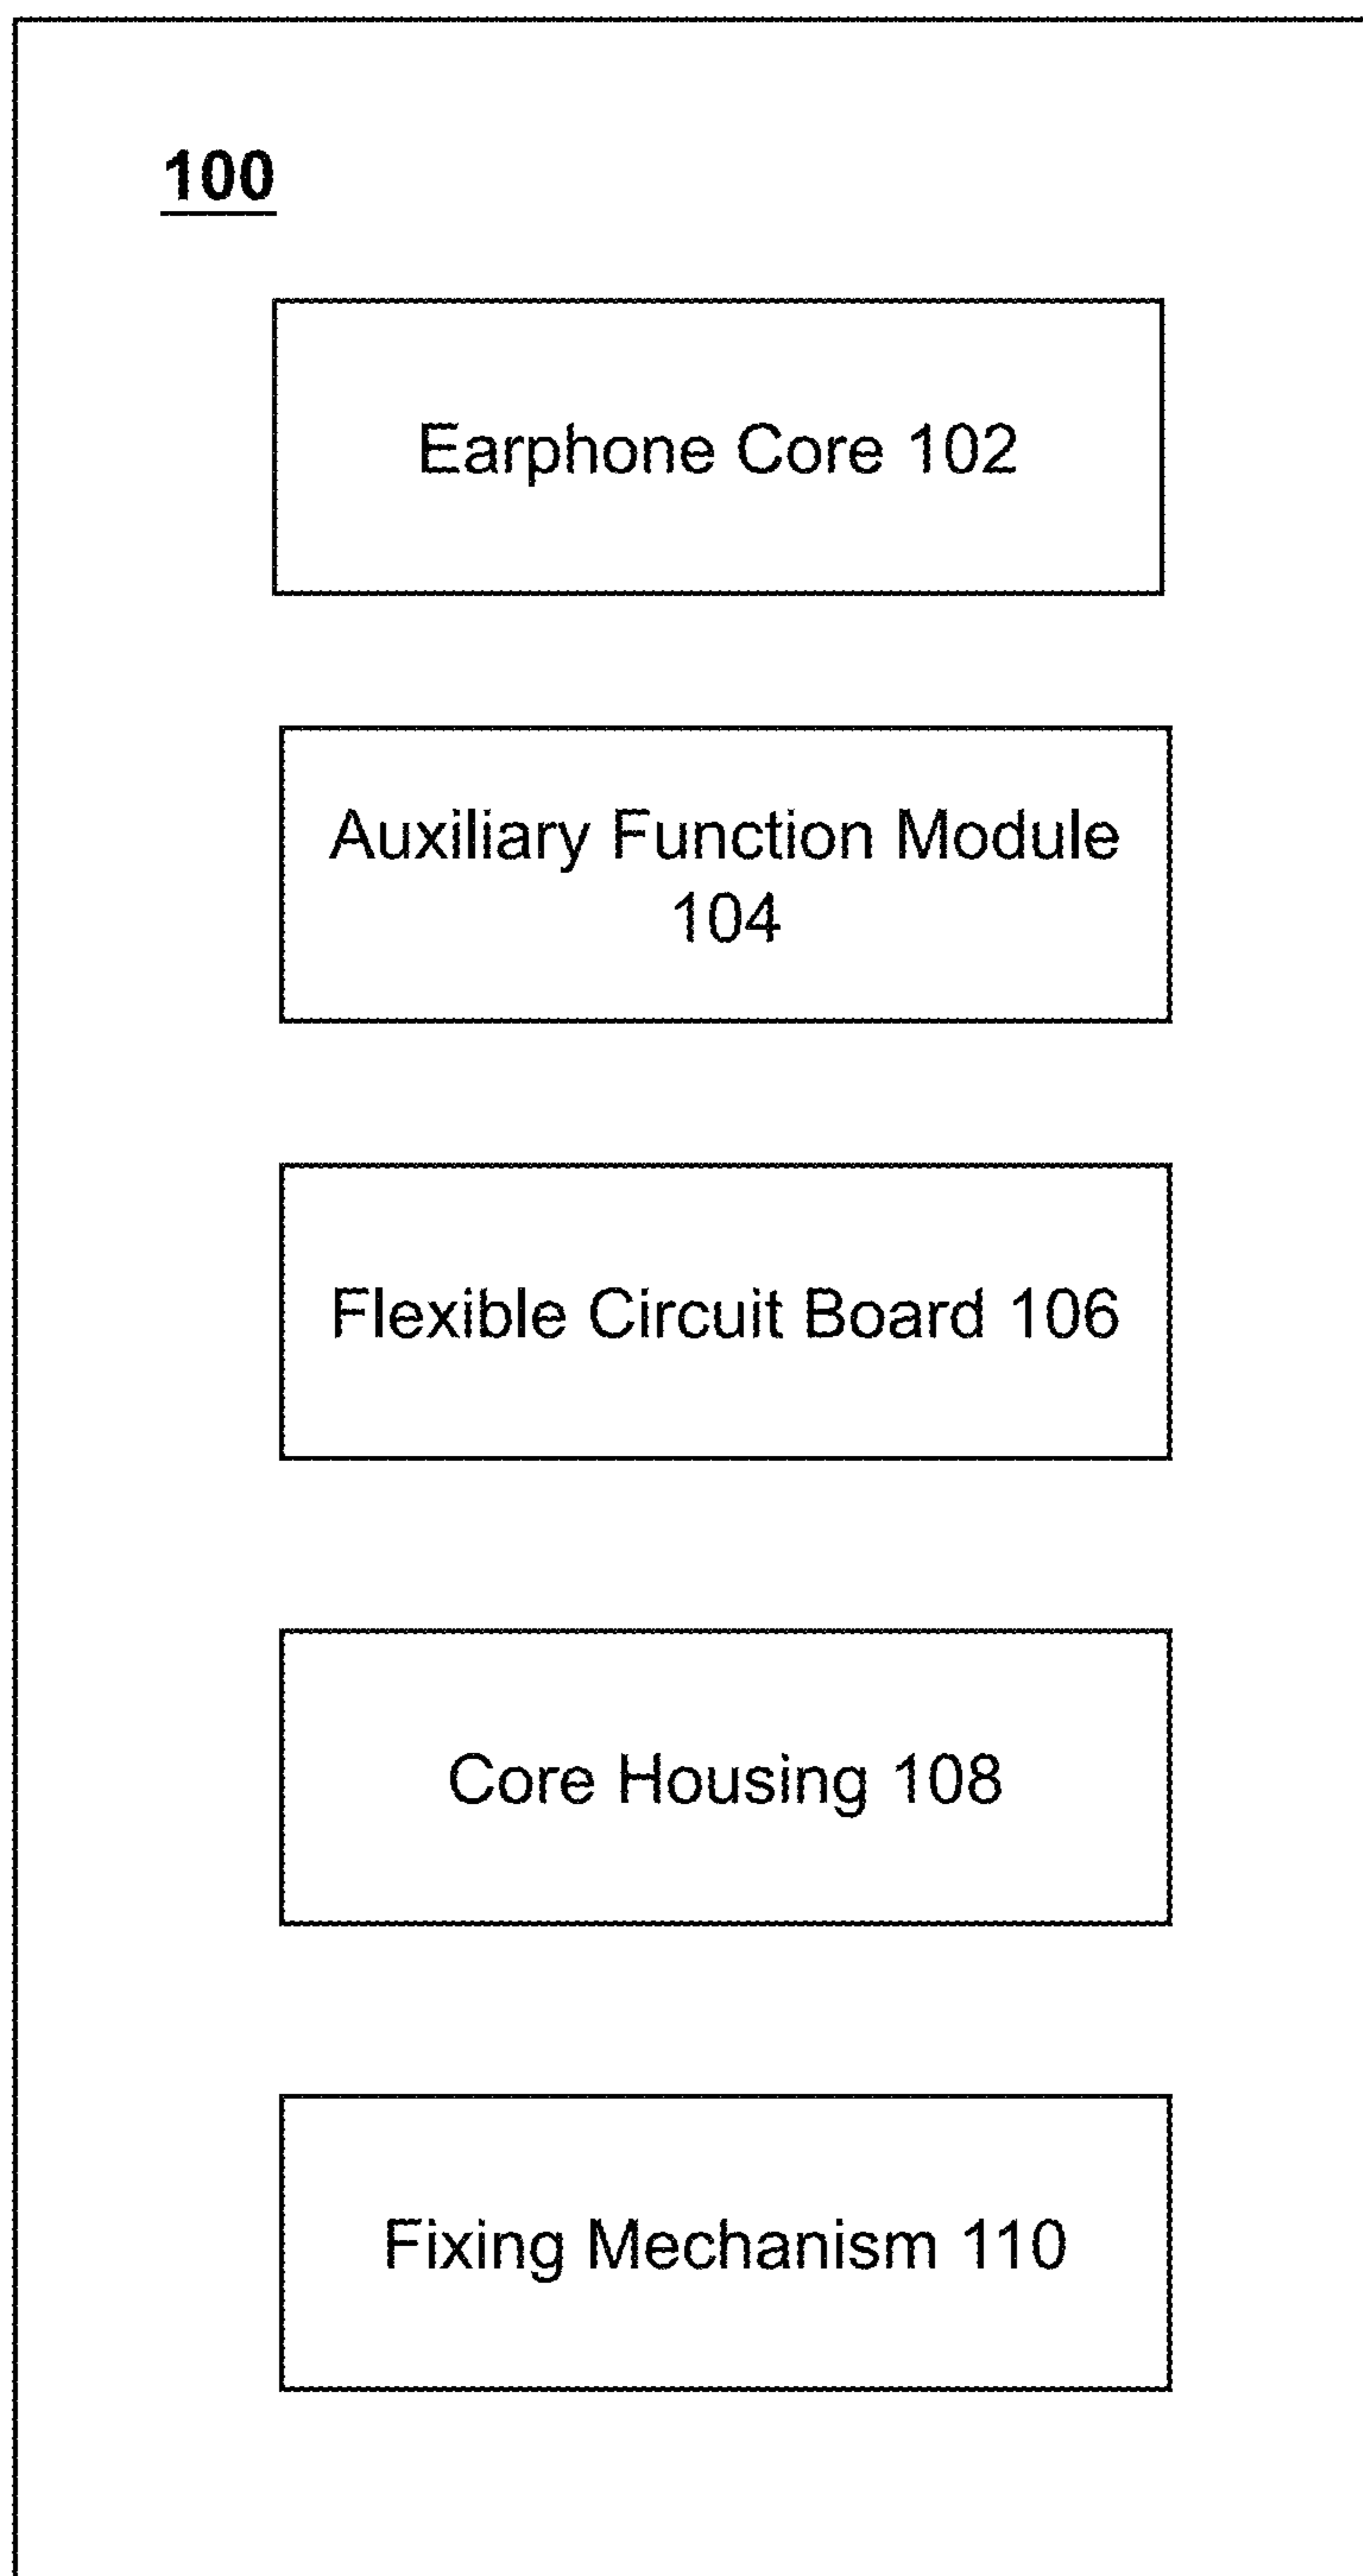 100
Earphone Core 102
Auxiliary Function Module
104
Flexible Circuit Board 106
Core Housing 108
Fixing Mechanism 110